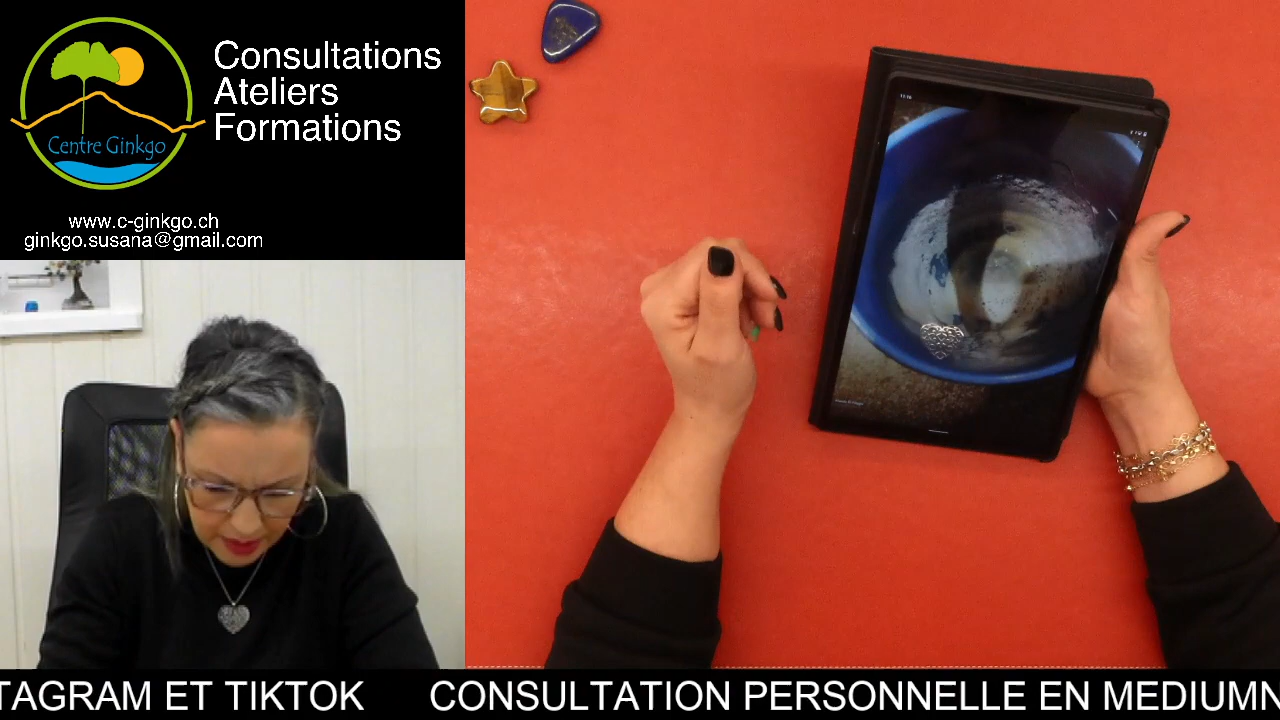 Consultations
Ateliers
Formations
Centre Ginkgo
www.c-ginkgo.ch
ginkgo.susana@gmail.com
TAGRAM ET TIKTOK CONSULTATION PERSONNELLE EN MEDIUMN